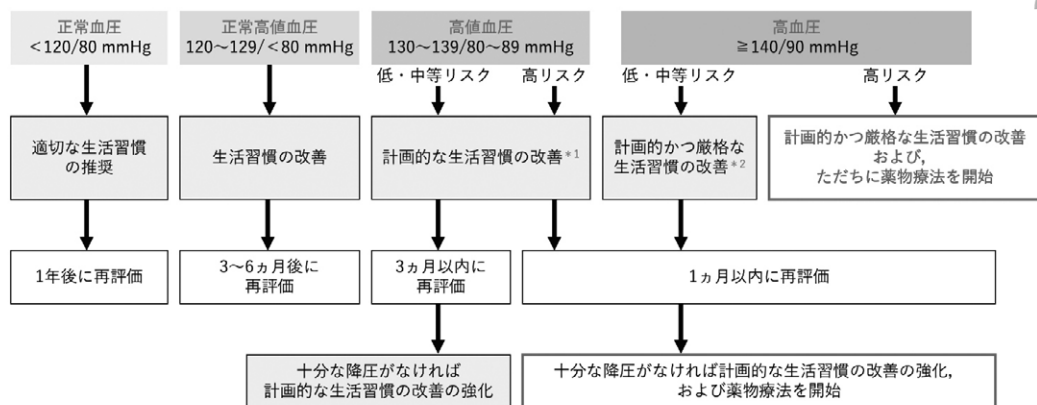 正常血圧
<120/80 mmHg
正常高値血圧
120〜129/<80 mmHg
高値血圧
130〜139/80〜89 mmHg
高血圧
≧140/90 mmHg
低・中等リスク
高リスク
低・中等リスク
高リスク
適切な生活習慣
の推奨
生活習慣の改善
計画的な生活習慣の改善*1
計画的かつ厳格な
生活習慣の改善*2
計画的かつ厳格な生活習慣の改善
および,
ただちに薬物療法を開始
1年後に再評価
3〜6ヵ月後に
再評価
3ヵ月以内に
再評価
1ヵ月以内に再評価
十分な降圧がなければ
計画的な生活習慣の改善の強化
十分な降圧がなければ計画的な生活習慣の改善の強化,
および薬物療法を開始